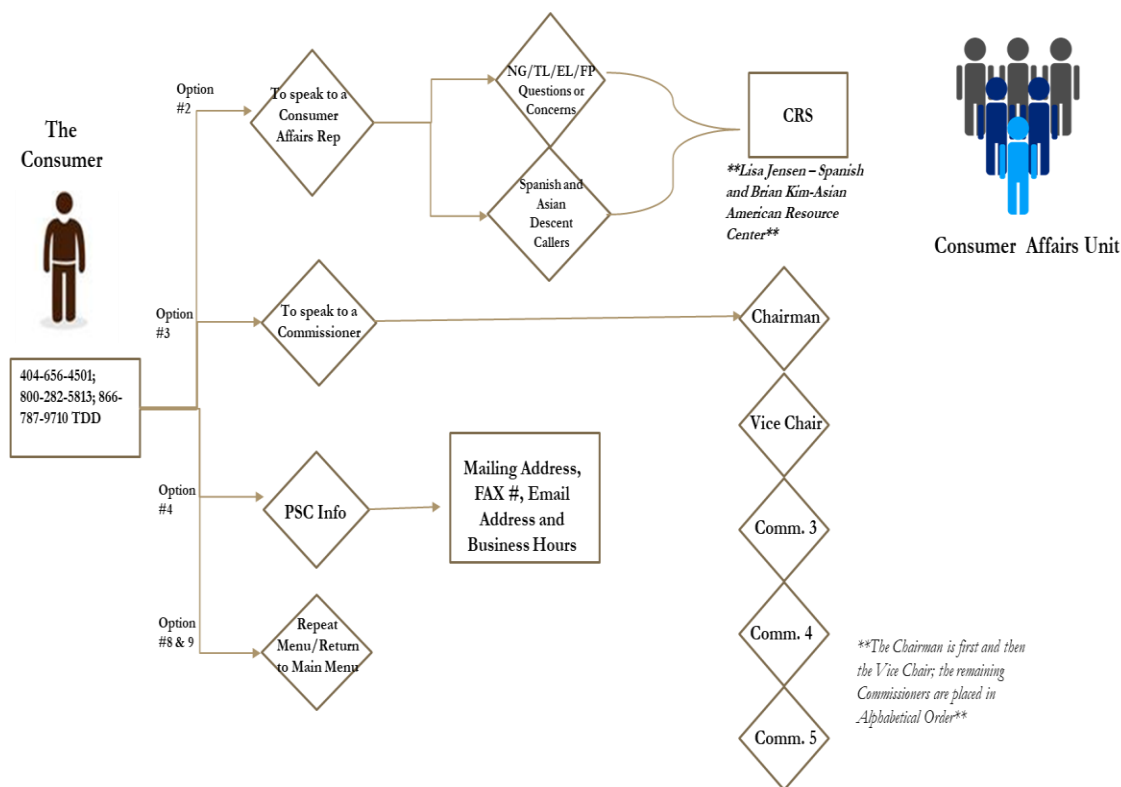 The
Consumer
404-656-4501;
800-282-5813; 866-
787-9710 TDD
Option
#2
To speak to a
Consumer
Affairs Rep
NG/TL/EL/FP
Questions or
Concerns
Spanish and
Asian
Descent
Callers
CRS
**Lisa Jensen – Spanish
and Brian Kim-Asian
American Resource
Center**
Consumer Affairs Unit
Option
#3
To speak to a
Commissioner
Chairman
Vice Chair
Comm. 3
Comm. 4
Comm. 5
**The Chairman is first and then
the Vice Chair; the remaining
Commissioners are placed in
Alphabetical Order**
Option
#4
PSC Info
Mailing Address,
FAX #, Email
Address and
Business Hours
Option
#8 & 9
Repeat
Menu/Return
to Main Menu